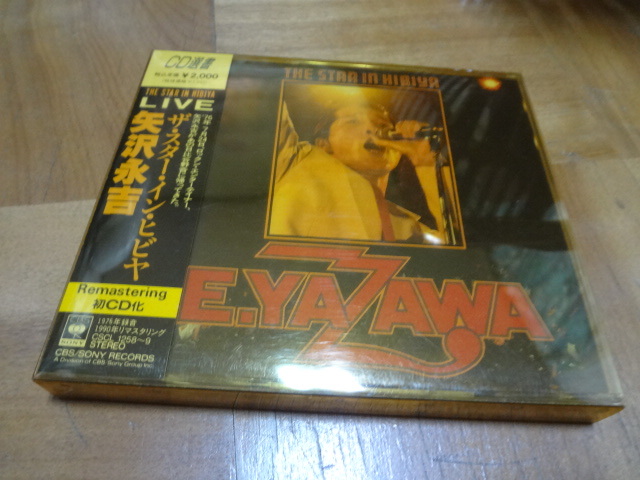 CD選書
税込定価 ¥2,000
THE STAR IN HIBIYA
LIVE
ザ・スター・イン・ヒビヤ
矢沢永吉
Remastering
初CD化
1976年録音
1990年リマスタリング
CSCL 1258~9
STEREO
SONY
CBS/SONY RECORDS
A Division of CBS/Sony Group Inc.
THE STAR IN HIBIYA
E.YAZAWA